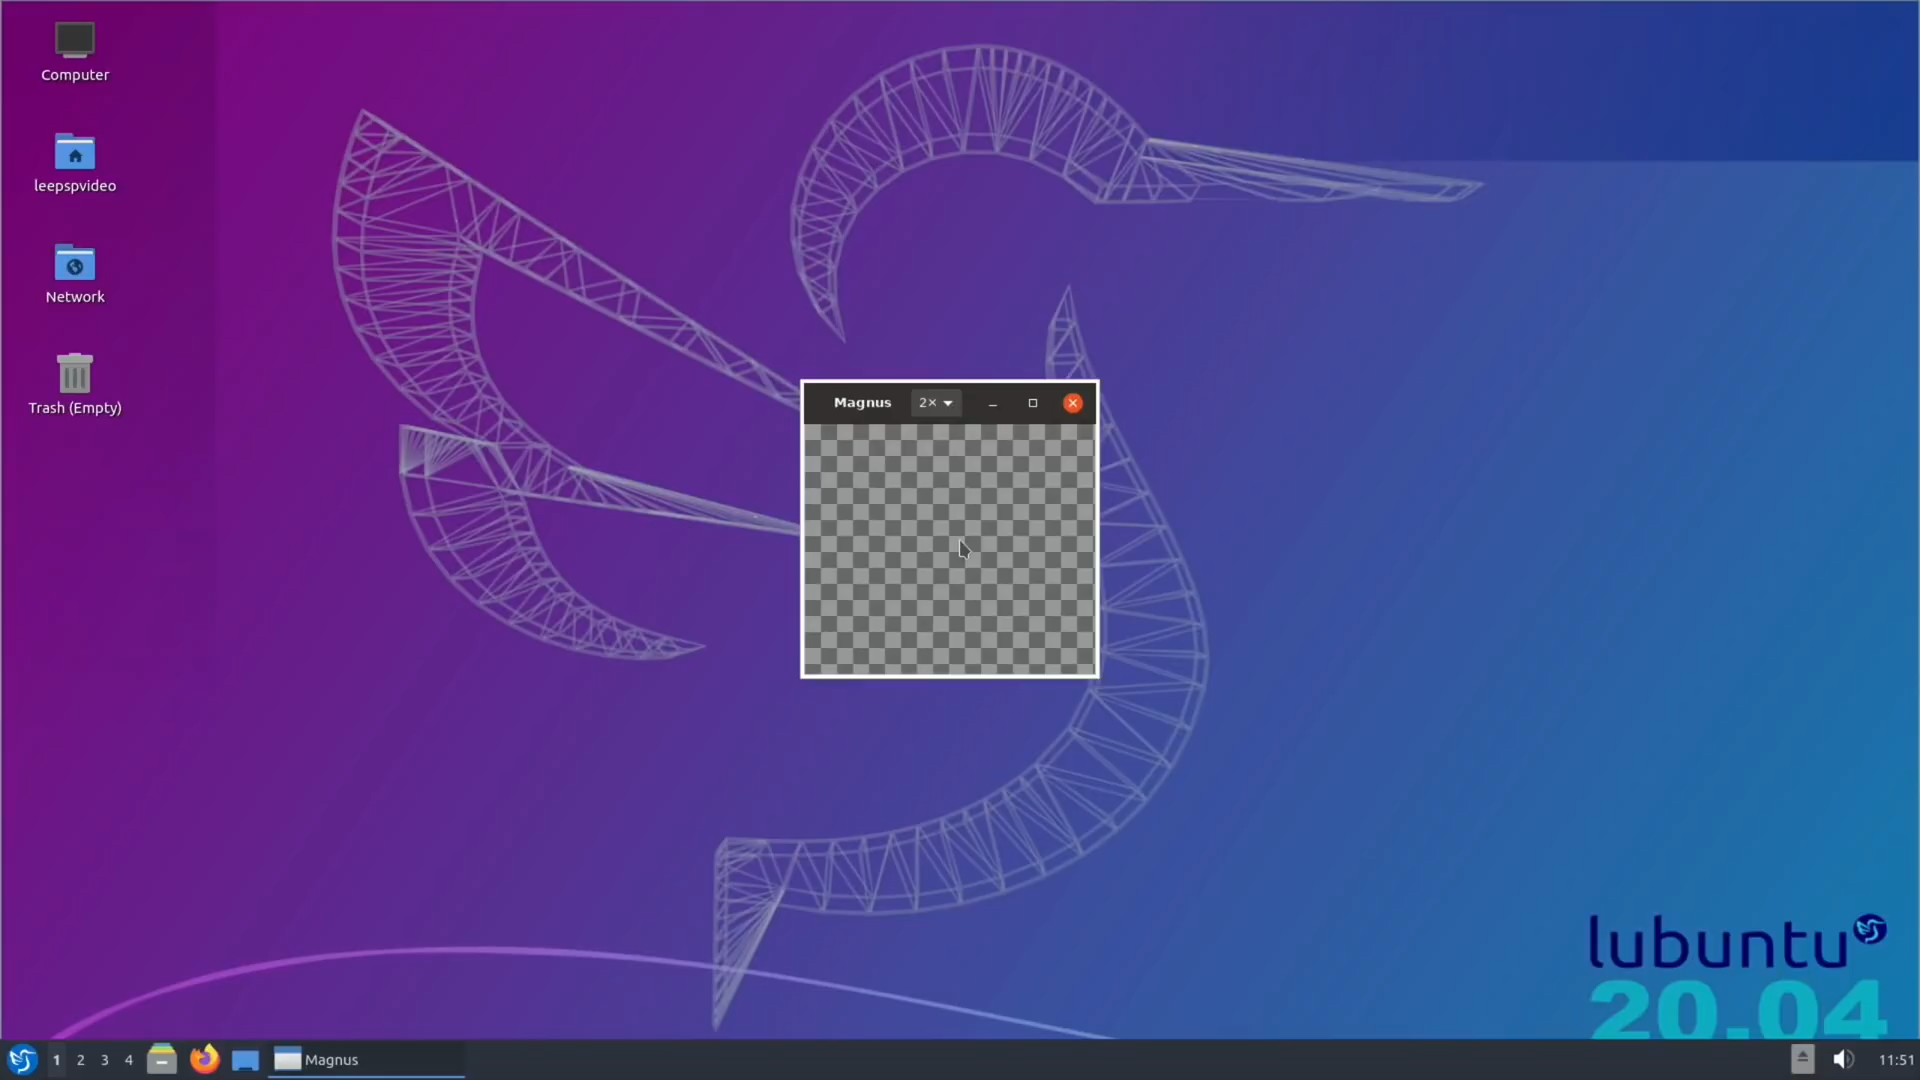 Computer
leepspvideo
Network
Trash (Empty)
Magnus 2×
lubuntu
20.04
1 2 3 4 Magnus 11:51